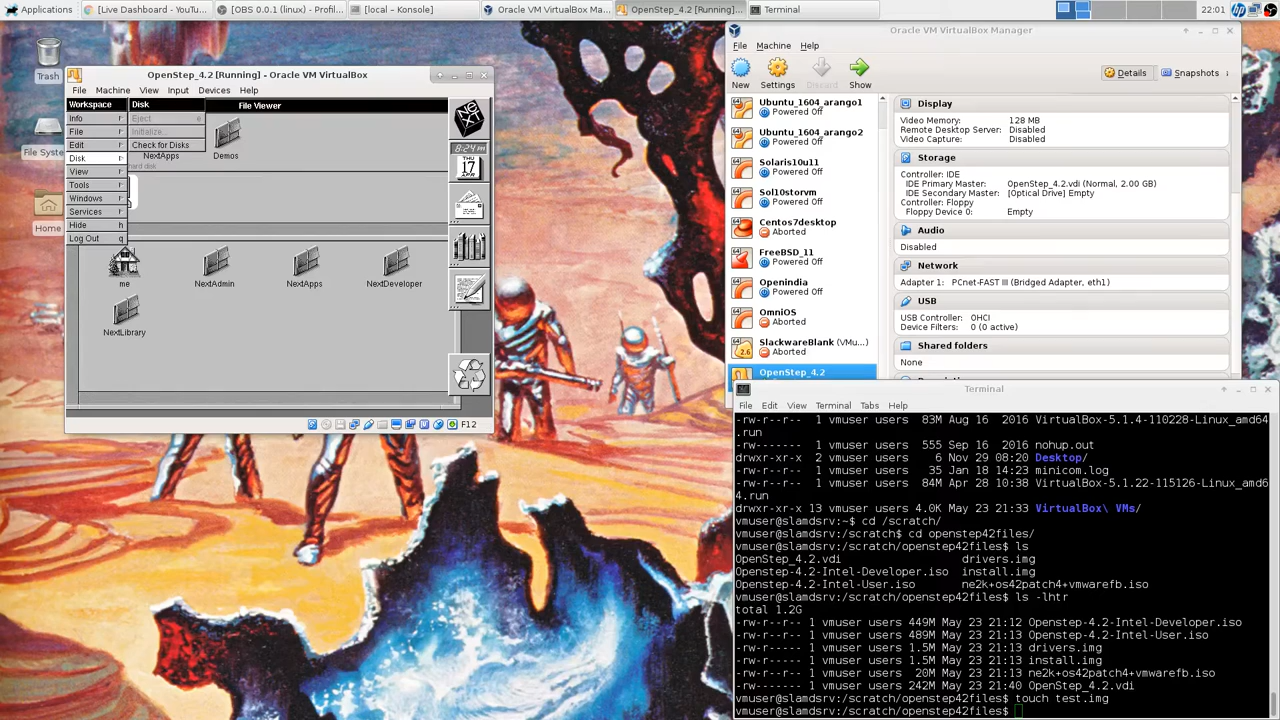 Applications
[Live Dashboard - YouTu...
[OBS 0.0.1 (linux) - Profil...
[local – Konsole]
Oracle VM VirtualBox Ma...
OpenStep_4.2 [Running]...
Terminal
22:01
Trash
File System
Home
OpenStep_4.2 [Running] - Oracle VM VirtualBox
File Machine View Input Devices Help
Workspace
Info
File
Edit
Disk
View
Tools
Windows
Services
Hide h
Log Out q
Disk
Eject e
Initialize...
Check for Disks
File Viewer
NextApps
hard disk
Demos
me
NextAdmin
NextApps
NextDeveloper
NextLibrary
8:24 PM
THU
17
F12
Oracle VM VirtualBox Manager
File Machine Help
New
Settings
Discard
Show
Details
Snapshots
Ubuntu_1604_arango1
Powered Off
Ubuntu_1604_arango2
Powered Off
Solaris10u11
Powered Off
Sol10storvm
Powered Off
Centos7desktop
Aborted
FreeBSD_11
Powered Off
Openindia
Powered Off
OmniOS
Aborted
SlackwareBlank (VMu...)
Aborted
OpenStep_4.2
Display
Video Memory: 128 MB
Remote Desktop Server: Disabled
Video Capture: Disabled
Storage
Controller: IDE
IDE Primary Master: OpenStep_4.2.vdi (Normal, 2.00 GB)
IDE Secondary Master: [Optical Drive] Empty
Controller: Floppy
Floppy Device 0: Empty
Audio
Disabled
Network
Adapter 1: PCnet-FAST III (Bridged Adapter, eth1)
USB
USB Controller: OHCI
Device Filters: 0 (0 active)
Shared folders
None
Terminal
File Edit View Terminal Tabs Help
-rw-r--r-- 1 vmuser users 83M Aug 16 2016 VirtualBox-5.1.4-110228-Linux_amd64
.run
-rw------- 1 vmuser users 555 Sep 16 2016 nohup.out
drwxr-xr-x 2 vmuser users 6 Nov 29 08:20 Desktop/
-rw-r--r-- 1 vmuser users 35 Jan 18 14:23 minicom.log
-rw-r--r-- 1 vmuser users 84M Apr 28 10:38 VirtualBox-5.1.22-115126-Linux_amd6
4.run
drwxr-xr-x 13 vmuser users 4.0K May 23 21:33 VirtualBox\ VMs/
vmuser@slamdsrv:~$ cd /scratch/
vmuser@slamdsrv:/scratch$ cd openstep42files/
vmuser@slamdsrv:/scratch/openstep42files$ ls
OpenStep_4.2.vdi drivers.img
Openstep-4.2-Intel-Developer.iso install.img
Openstep-4.2-Intel-User.iso ne2k+os42patch4+vmwarefb.iso
vmuser@slamdsrv:/scratch/openstep42files$ ls -lhtr
total 1.2G
-rw-r--r-- 1 vmuser users 449M May 23 21:12 Openstep-4.2-Intel-Developer.iso
-rw-r--r-- 1 vmuser users 489M May 23 21:13 Openstep-4.2-Intel-User.iso
-rw-r--r-- 1 vmuser users 1.5M May 23 21:13 drivers.img
-rw-r--r-- 1 vmuser users 1.5M May 23 21:13 install.img
-rw-r--r-- 1 vmuser users 20M May 23 21:13 ne2k+os42patch4+vmwarefb.iso
-rw------- 1 vmuser users 242M May 23 21:40 OpenStep_4.2.vdi
vmuser@slamdsrv:/scratch/openstep42files$ touch test.img
vmuser@slamdsrv:/scratch/openstep42files$